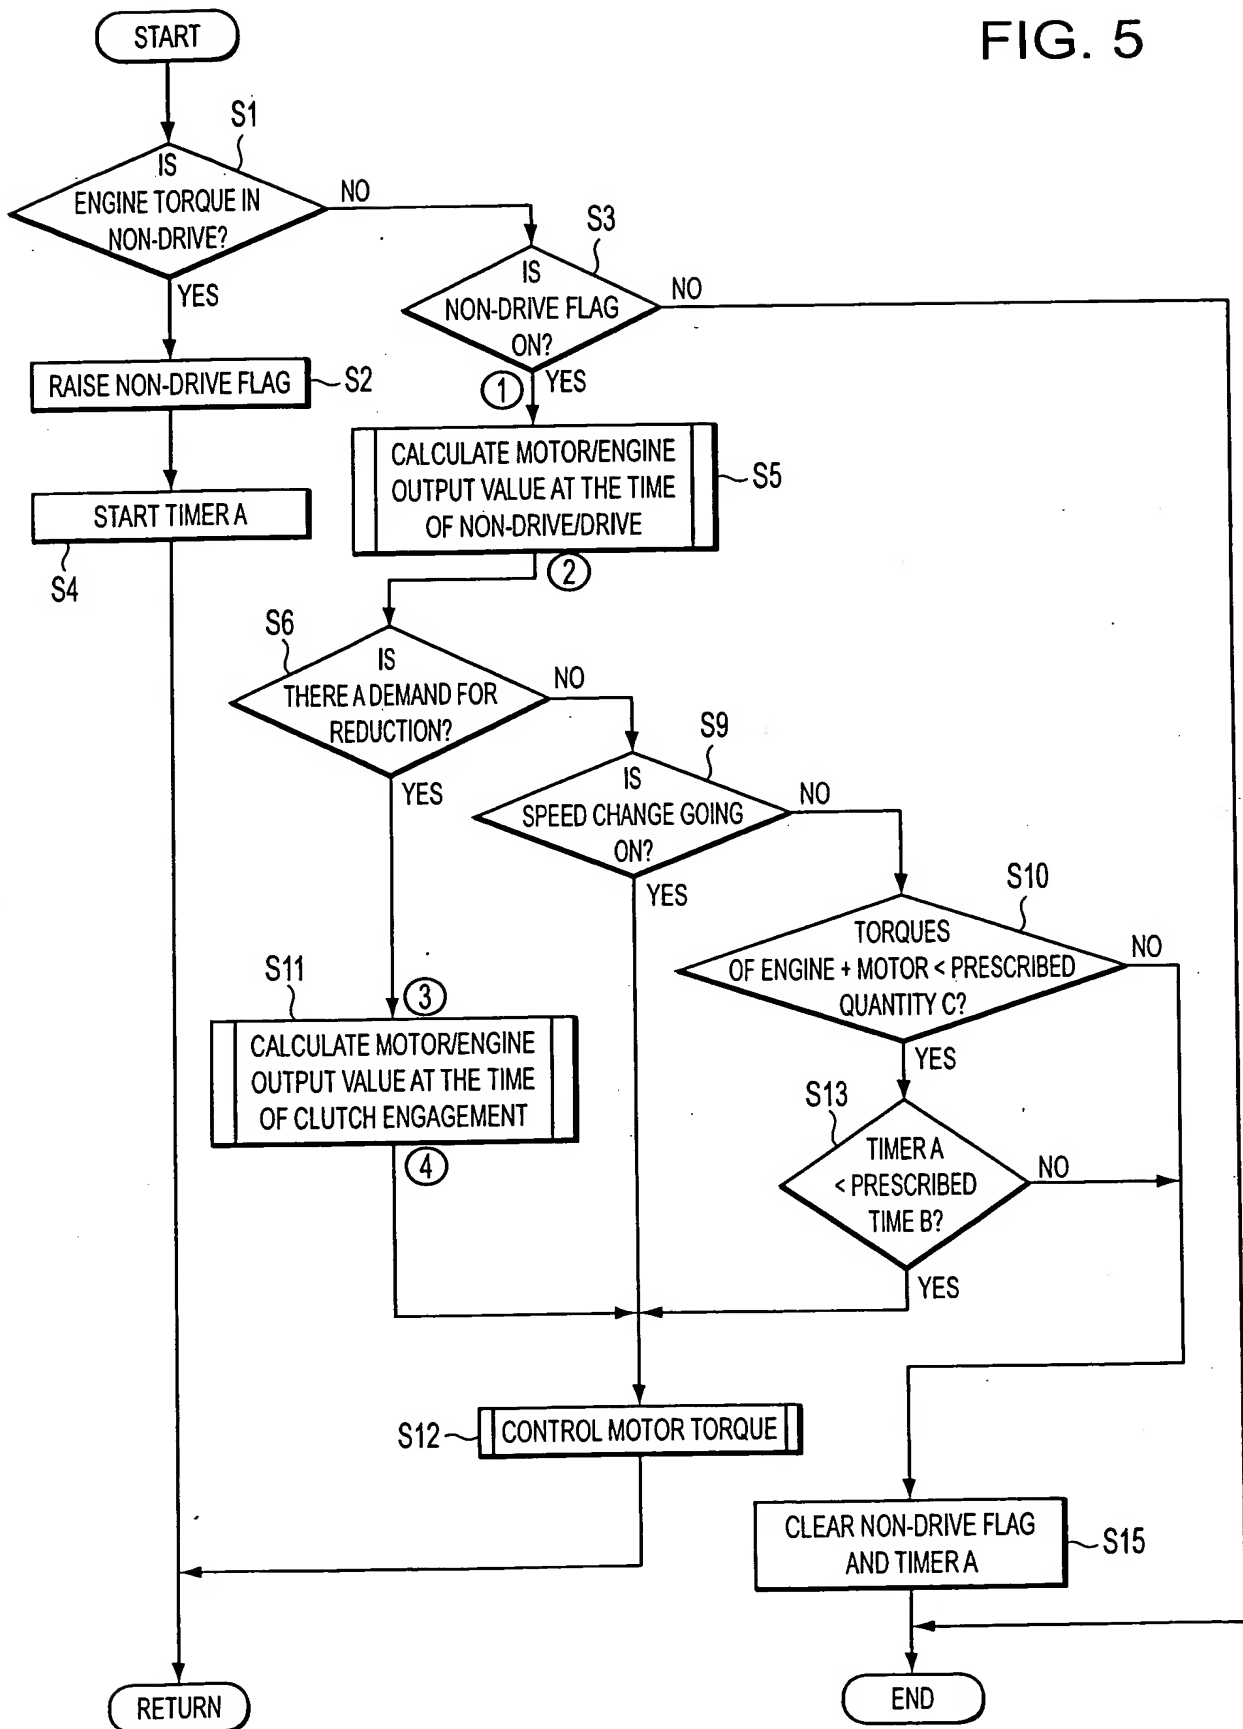 FIG. 5
START
S1
IS
ENGINE TORQUE IN
NON-DRIVE?
NO
YES
S3
IS
NON-DRIVE FLAG
ON?
NO
YES
1
RAISE NON-DRIVE FLAG
S2
CALCULATE MOTOR/ENGINE
OUTPUT VALUE AT THE TIME
OF NON-DRIVE/DRIVE
S5
START TIMER A
S4
2
S6
IS
THERE A DEMAND FOR
REDUCTION?
NO
YES
S9
IS
SPEED CHANGE GOING
ON?
NO
YES
S10
TORQUES
OF ENGINE + MOTOR < PRESCRIBED
QUANTITY C?
NO
YES
S11
3
CALCULATE MOTOR/ENGINE
OUTPUT VALUE AT THE TIME
OF CLUTCH ENGAGEMENT
4
S13
TIMER A
< PRESCRIBED
TIME B?
NO
YES
S12
CONTROL MOTOR TORQUE
CLEAR NON-DRIVE FLAG
AND TIMER A
S15
RETURN
END